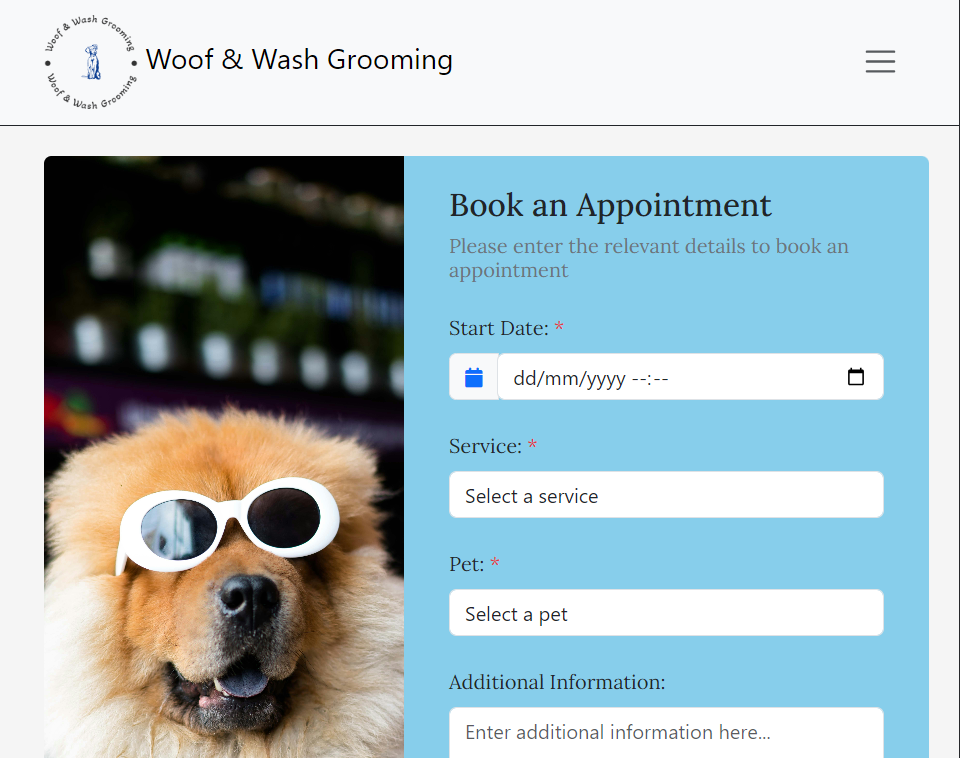 Woof & Wash Grooming
Woof & Wash Grooming
Woof & Wash Grooming
Book an Appointment
Please enter the relevant details to book an
appointment
Start Date: *
dd/mm/yyyy --:--
Service: *
Select a service
Pet: *
Select a pet
Additional Information:
Enter additional information here...